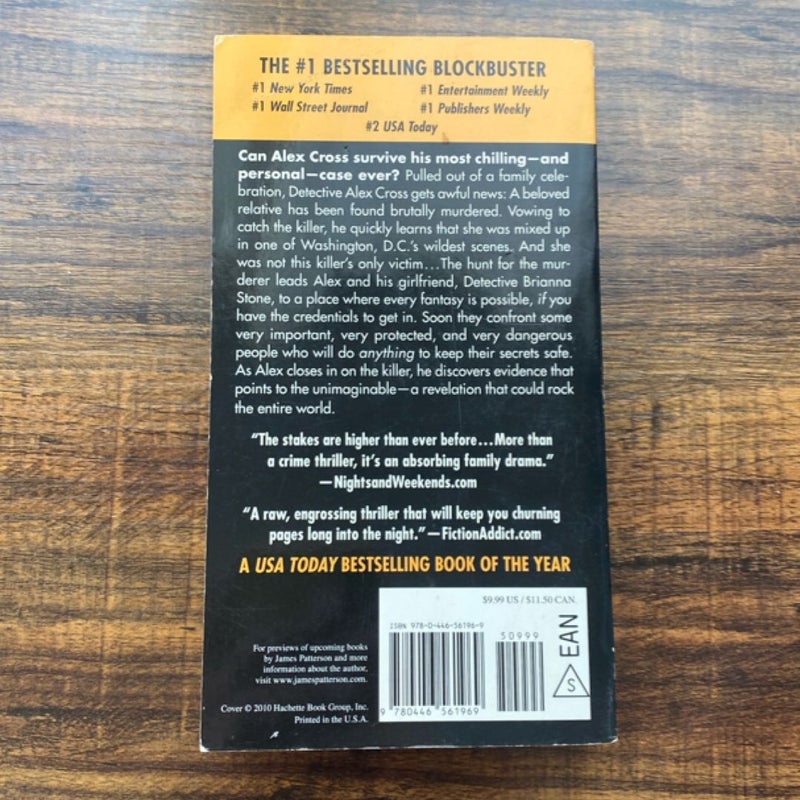 THE #1 BESTSELLING BLOCKBUSTER
#1 New York Times #1 Entertainment Weekly
#1 Wall Street Journal #1 Publishers Weekly
#2 USA Today
Can Alex Cross survive his most chilling—and
personal—case ever? Pulled out of a family cele-
bration, Detective Alex Cross gets awful news: A beloved
relative has been found brutally murdered. Vowing to
catch the killer, he quickly learns that she was mixed up
in one of Washington, D.C.'s wildest scenes. And she
was not this killer's only victim...The hunt for the mur-
derer leads Alex and his girlfriend, Detective Brianna
Stone, to a place where every fantasy is possible, if you
have the credentials to get in. Soon they confront some
very important, very protected, and very dangerous
people who will do anything to keep their secrets safe.
As Alex closes in on the killer, he discovers evidence that
points to the unimaginable—a revelation that could rock
the entire world.
"The stakes are higher than ever before...More than
a crime thriller, it's an absorbing family drama."
—NightsandWeekends.com
"A raw, engrossing thriller that will keep you churning
pages long into the night."—FictionAddict.com
A USA TODAY BESTSELLING BOOK OF THE YEAR
$9.99 US / $11.50 CAN.
ISBN 978-0-446-56196-9
50999
EAN
S
9 780446 561969
For previews of upcoming books
by James Patterson and more
information about the author,
visit www.jamespatterson.com.
Cover © 2010 Hachette Book Group, Inc.
Printed in the U.S.A.